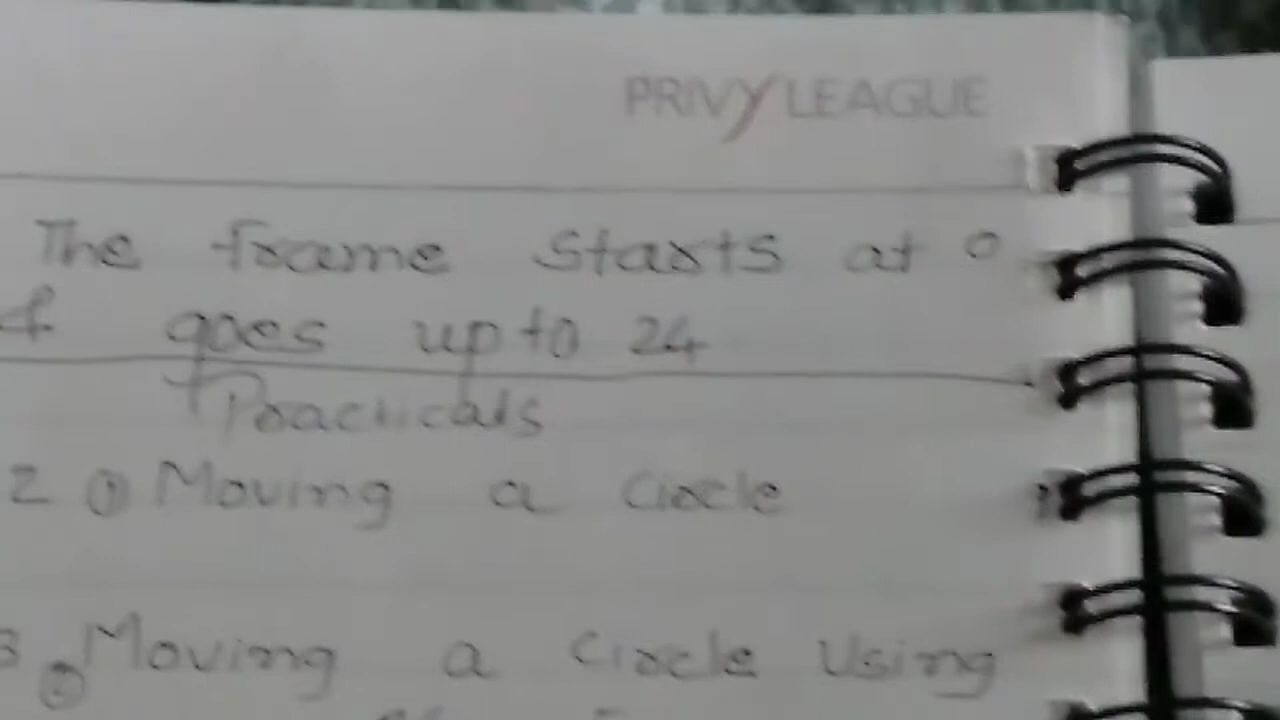 PRIVY LEAGUE
The frame starts at 0
& goes upto 24
Practicals
2 ① Moving a Circle
3 ② Moving a Circle Using